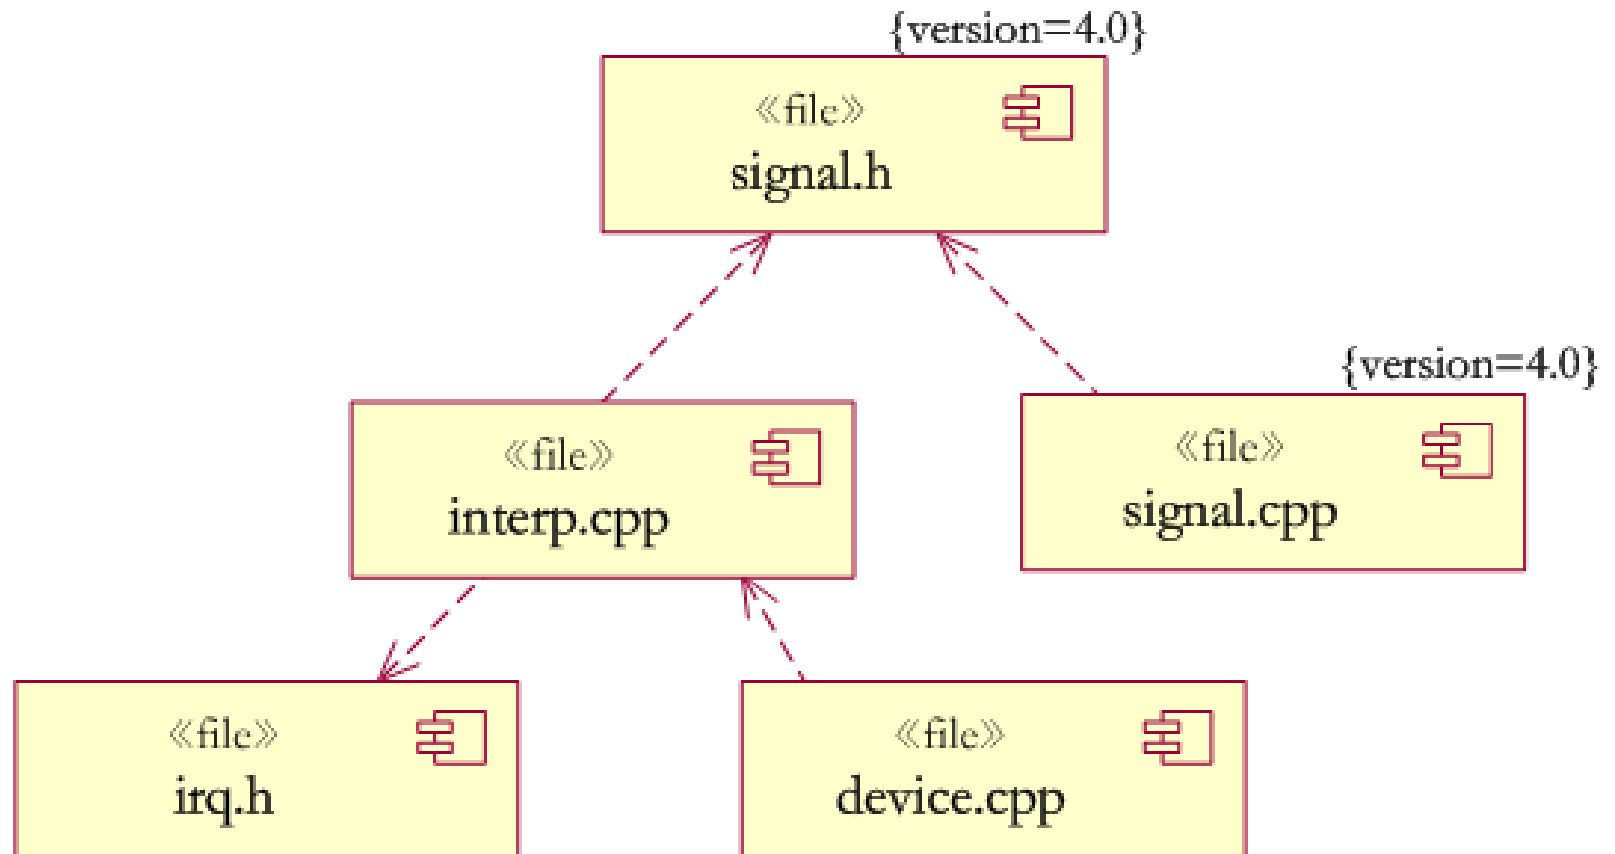 {version=4.0}
《file》
signal.h
{version=4.0}
《file》
interp.cpp
《file》
signal.cpp
《file》
irq.h
《file》
device.cpp